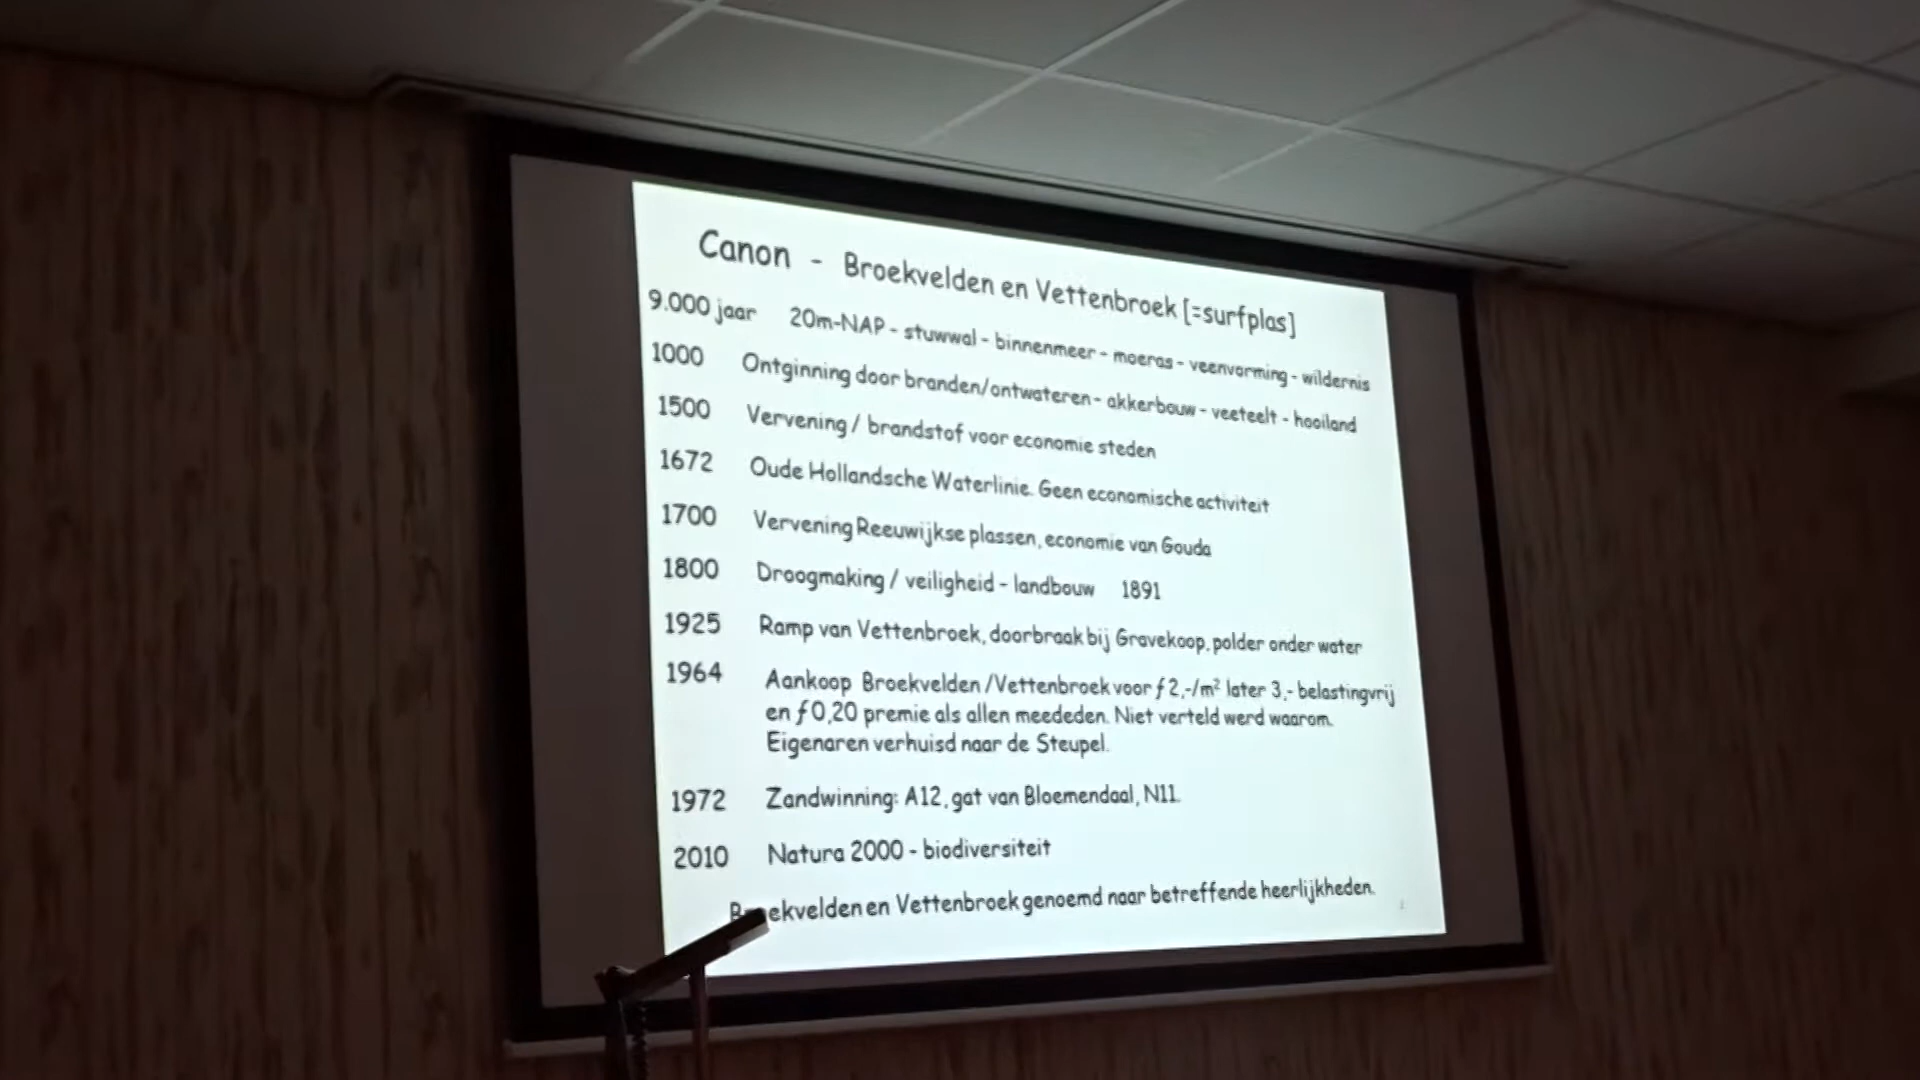 Canon - Broekvelden en Vettenbroek [=surfplas]
9.000 jaar 20m-NAP - stuwwal - binnenmeer - moeras - veenvorming - wildernis
1000 Ontginning door branden/ontwateren - akkerbouw - veeteelt - hooiland
1500 Vervening / brandstof voor economie steden
1672 Oude Hollandsche Waterlinie. Geen economische activiteit
1700 Vervening Reeuwijkse plassen, economie van Gouda
1800 Droogmaking / veiligheid - landbouw 1891
1925 Ramp van Vettenbroek, doorbraak bij Gravekoop, polder onder water
1964 Aankoop Broekvelden /Vettenbroek voor ƒ 2,-/m² later 3,- belastingvrij
en ƒ 0,20 premie als allen meededen. Niet verteld werd waarom.
Eigenaren verhuisd naar de Steupel.
1972 Zandwinning: A12, gat van Bloemendaal, N11.
2010 Natura 2000 - biodiversiteit
Broekvelden en Vettenbroek genoemd naar betreffende heerlijkheden.